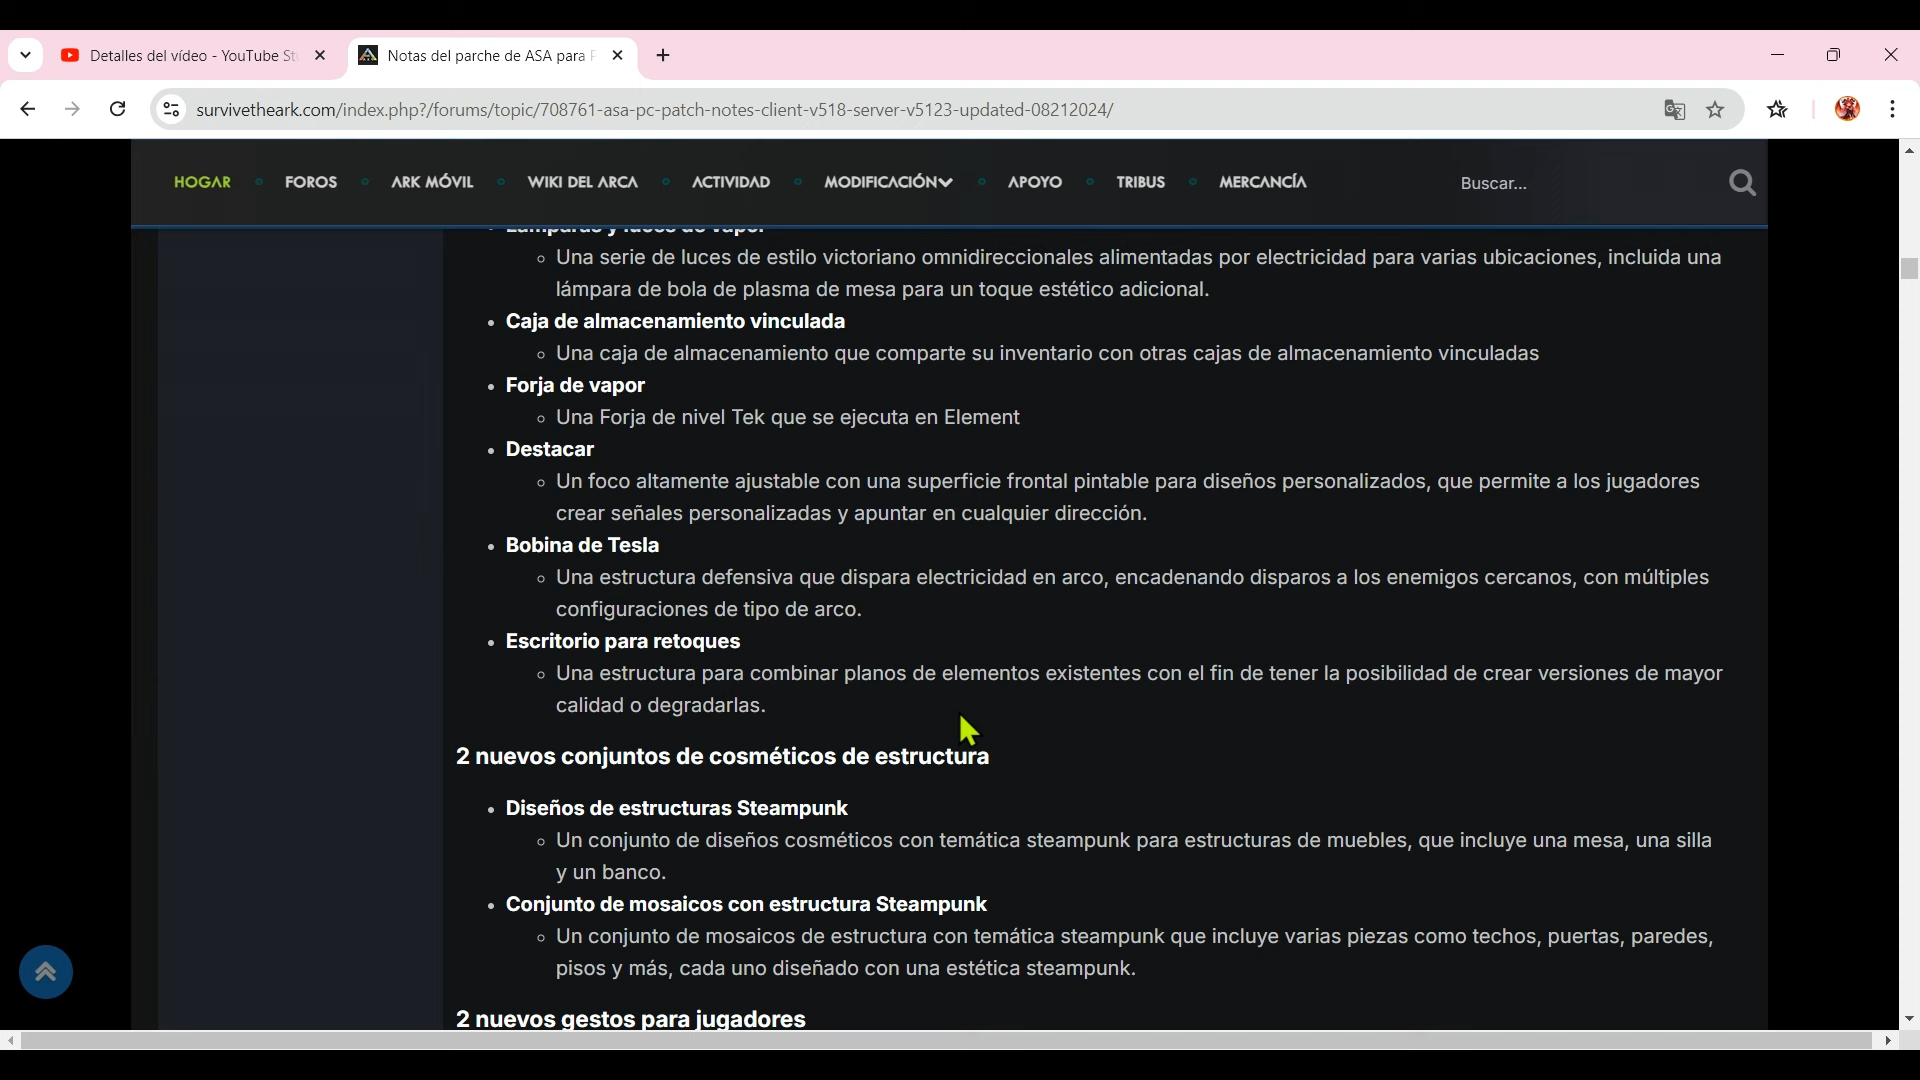 Detalles del vídeo - YouTube St
Notas del parche de ASA para P
survivetheark.com/index.php?/forums/topic/708761-asa-pc-patch-notes-client-v518-server-v5123-updated-08212024/
HOGAR
FOROS
ARK MÓVIL
WIKI DEL ARCA
ACTIVIDAD
MODIFICACIÓN
APOYO
TRIBUS
MERCANCÍA
Buscar...
Lámparas y luces de vapor
Una serie de luces de estilo victoriano omnidireccionales alimentadas por electricidad para varias ubicaciones, incluida una
lámpara de bola de plasma de mesa para un toque estético adicional.
Caja de almacenamiento vinculada
Una caja de almacenamiento que comparte su inventario con otras cajas de almacenamiento vinculadas
Forja de vapor
Una Forja de nivel Tek que se ejecuta en Element
Destacar
Un foco altamente ajustable con una superficie frontal pintable para diseños personalizados, que permite a los jugadores
crear señales personalizadas y apuntar en cualquier dirección.
Bobina de Tesla
Una estructura defensiva que dispara electricidad en arco, encadenando disparos a los enemigos cercanos, con múltiples
configuraciones de tipo de arco.
Escritorio para retoques
Una estructura para combinar planos de elementos existentes con el fin de tener la posibilidad de crear versiones de mayor
calidad o degradarlas.
2 nuevos conjuntos de cosméticos de estructura
Diseños de estructuras Steampunk
Un conjunto de diseños cosméticos con temática steampunk para estructuras de muebles, que incluye una mesa, una silla
y un banco.
Conjunto de mosaicos con estructura Steampunk
Un conjunto de mosaicos de estructura con temática steampunk que incluye varias piezas como techos, puertas, paredes,
pisos y más, cada uno diseñado con una estética steampunk.
2 nuevos gestos para jugadores